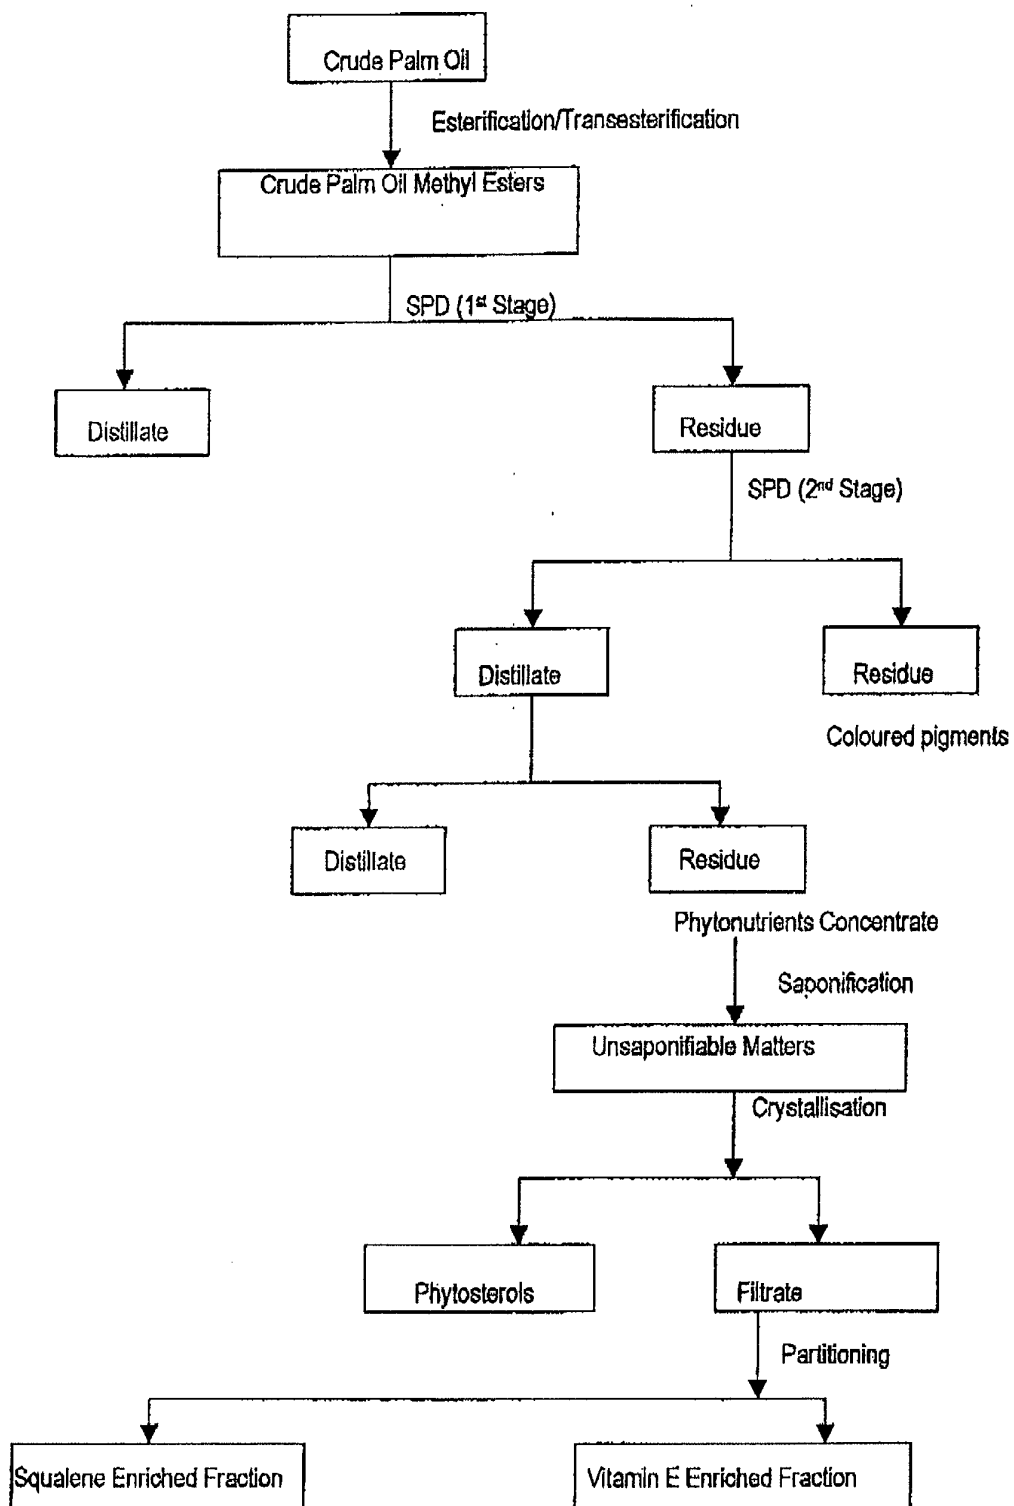 Crude Palm Oil
Esterification/Transesterification
Crude Palm Oil Methyl Esters
SPD (1st Stage)
Distillate
Residue
SPD (2nd Stage)
Distillate
Residue
Coloured pigments
Distillate
Residue
Phytonutrients Concentrate
Saponification
Unsaponifiable Matters
Crystallisation
Phytosterols
Filtrate
Partitioning
Squalene Enriched Fraction
Vitamin E Enriched Fraction